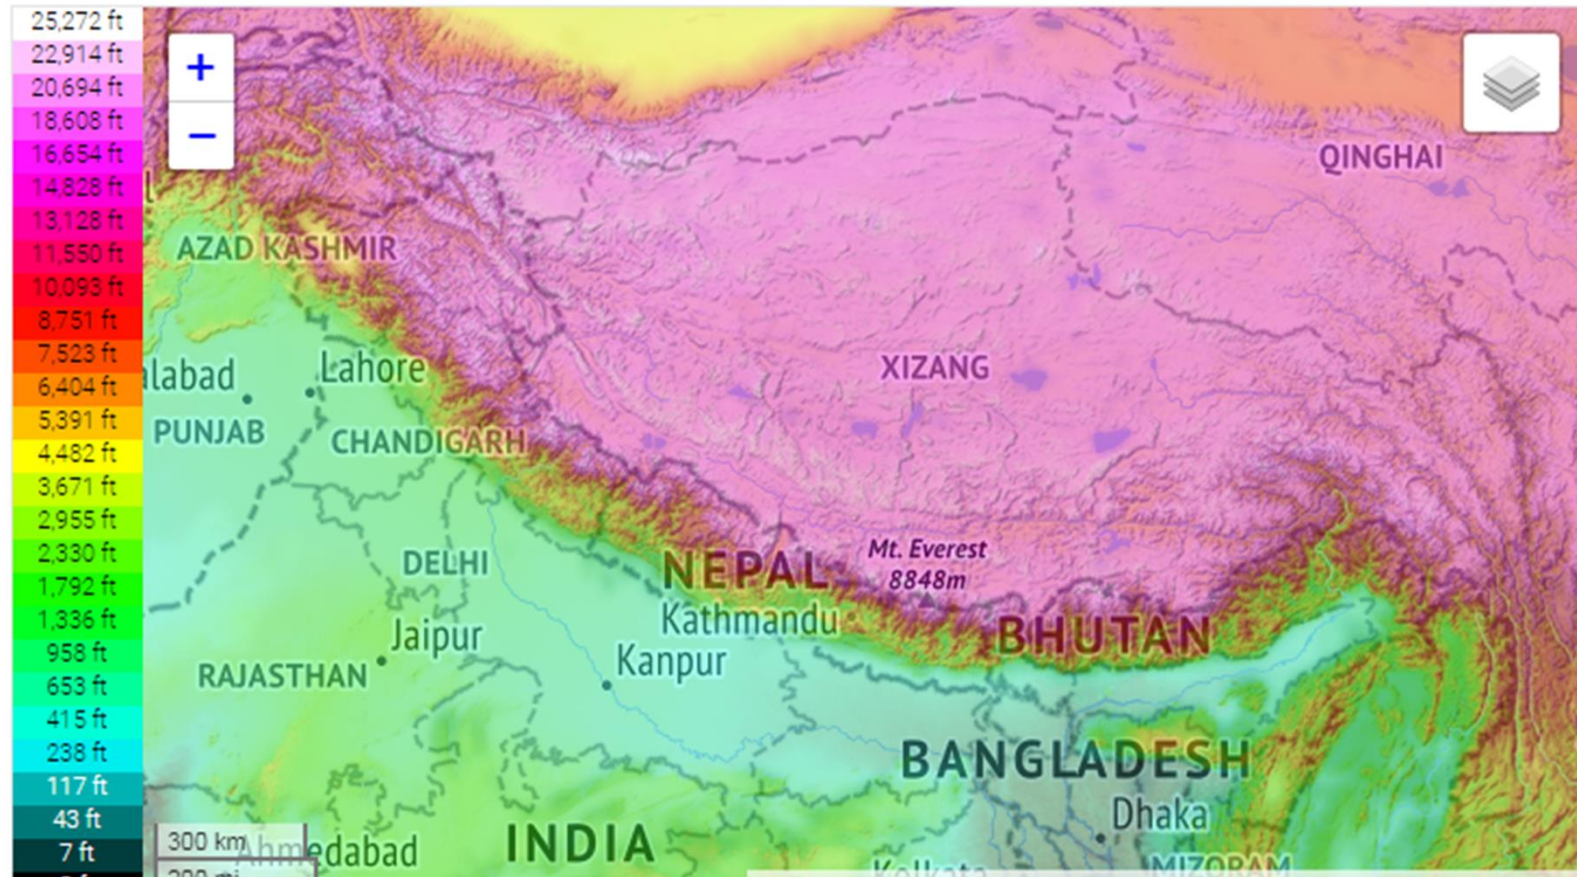 25,272 ft
22,914 ft
20,694 ft
18,608 ft
16,654 ft
14,828 ft
13,128 ft
11,550 ft
10,093 ft
8,751 ft
7,523 ft
6,404 ft
5,391 ft
4,482 ft
3,671 ft
2,955 ft
2,330 ft
1,792 ft
1,336 ft
958 ft
653 ft
415 ft
238 ft
117 ft
43 ft
7 ft
+
−
QINGHAI
AZAD KASHMIR
XIZANG
alabad
Lahore
PUNJAB
CHANDIGARH
DELHI
NEPAL
Mt. Everest
8848m
Kathmandu
BHUTAN
Jaipur
Kanpur
RAJASTHAN
BANGLADESH
Dhaka
INDIA
300 km
Ahmedabad
Kolkata
MIZORAM